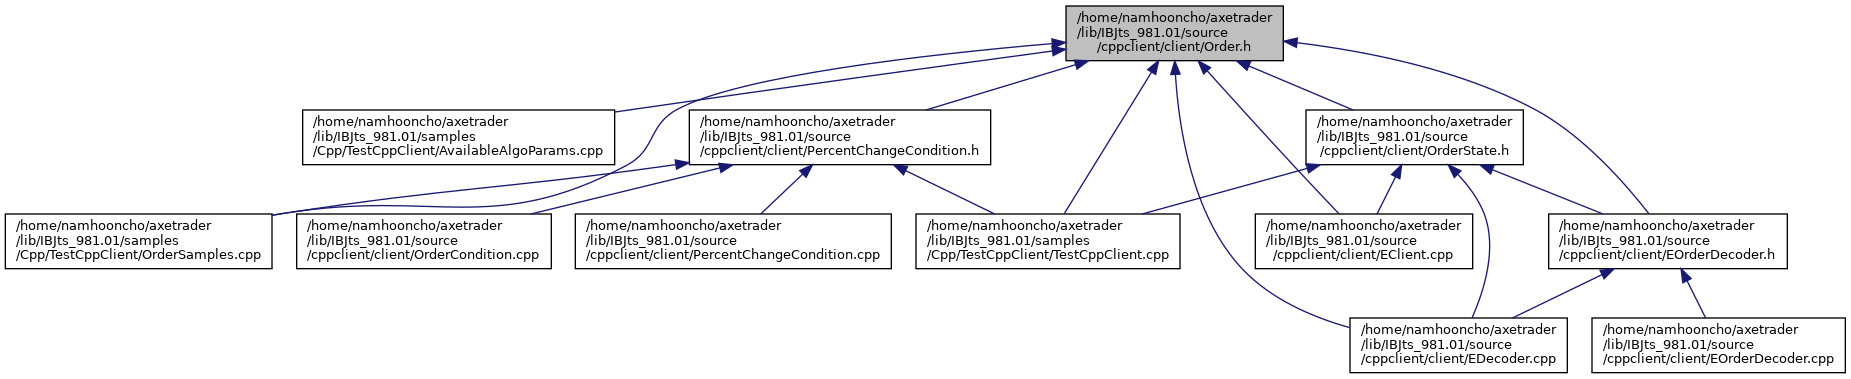 /home/namhooncho/axetrader
/lib/IBJts_981.01/source
/cppclient/client/Order.h
/home/namhooncho/axetrader
/lib/IBJts_981.01/samples
/Cpp/TestCppClient/AvailableAlgoParams.cpp
/home/namhooncho/axetrader
/lib/IBJts_981.01/source
/cppclient/client/PercentChangeCondition.h
/home/namhooncho/axetrader
/lib/IBJts_981.01/source
/cppclient/client/OrderState.h
/home/namhooncho/axetrader
/lib/IBJts_981.01/samples
/Cpp/TestCppClient/OrderSamples.cpp
/home/namhooncho/axetrader
/lib/IBJts_981.01/source
/cppclient/client/OrderCondition.cpp
/home/namhooncho/axetrader
/lib/IBJts_981.01/source
/cppclient/client/PercentChangeCondition.cpp
/home/namhooncho/axetrader
/lib/IBJts_981.01/samples
/Cpp/TestCppClient/TestCppClient.cpp
/home/namhooncho/axetrader
/lib/IBJts_981.01/source
/cppclient/client/EClient.cpp
/home/namhooncho/axetrader
/lib/IBJts_981.01/source
/cppclient/client/EOrderDecoder.h
/home/namhooncho/axetrader
/lib/IBJts_981.01/source
/cppclient/client/EDecoder.cpp
/home/namhooncho/axetrader
/lib/IBJts_981.01/source
/cppclient/client/EOrderDecoder.cpp